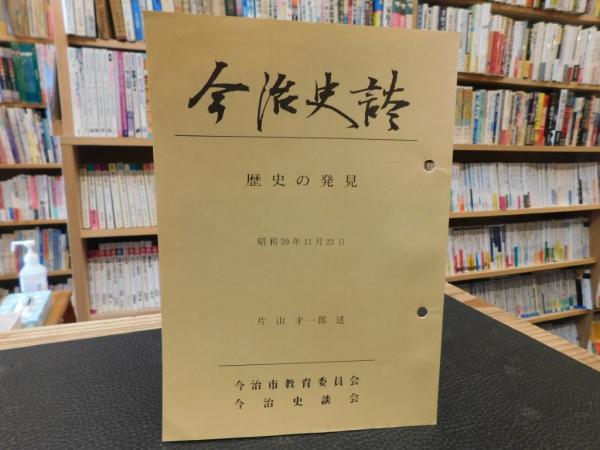 今治史談
歴史の発見
昭和59年11月23日
片山才一郎 述
今治市教育委員会
今治史談会